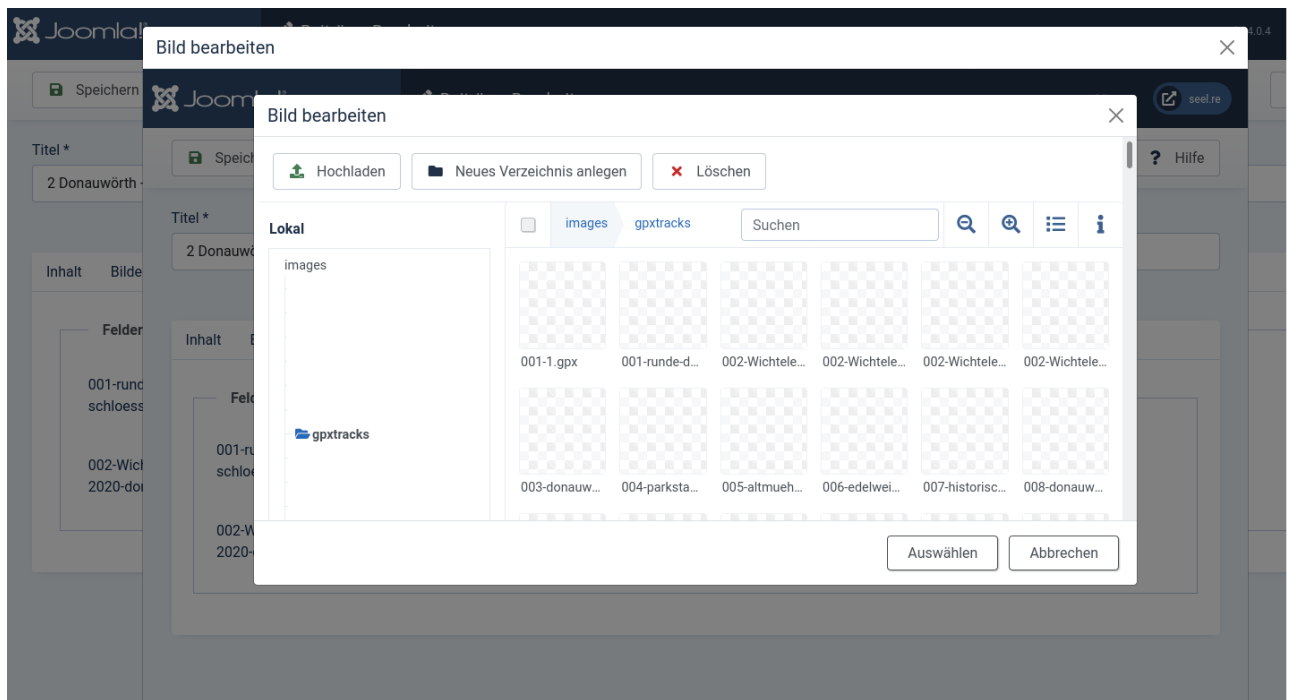 Joomla!
4.0.4
Bild bearbeiten
Speichern
Joom
seel.re
Bild bearbeiten
Titel *
Speich
Hilfe
2 Donauwörth -
Hochladen
Neues Verzeichnis anlegen
Löschen
Titel *
Lokal
images
gpxtracks
Suchen
2 Donauwö
images
Inhalt
Bilde
001-1.gpx
001-runde-d...
002-Wichtele...
002-Wichtele...
002-Wichtele...
002-Wichtele...
Felder
Inhalt
001-rund
schloess
Feld
gpxtracks
001-ru
schloe
002-Wich
2020-dor
003-donauw...
004-parksta...
005-altmueh...
006-edelwei...
007-historisc...
008-donauw...
002-W
2020-
Auswählen
Abbrechen